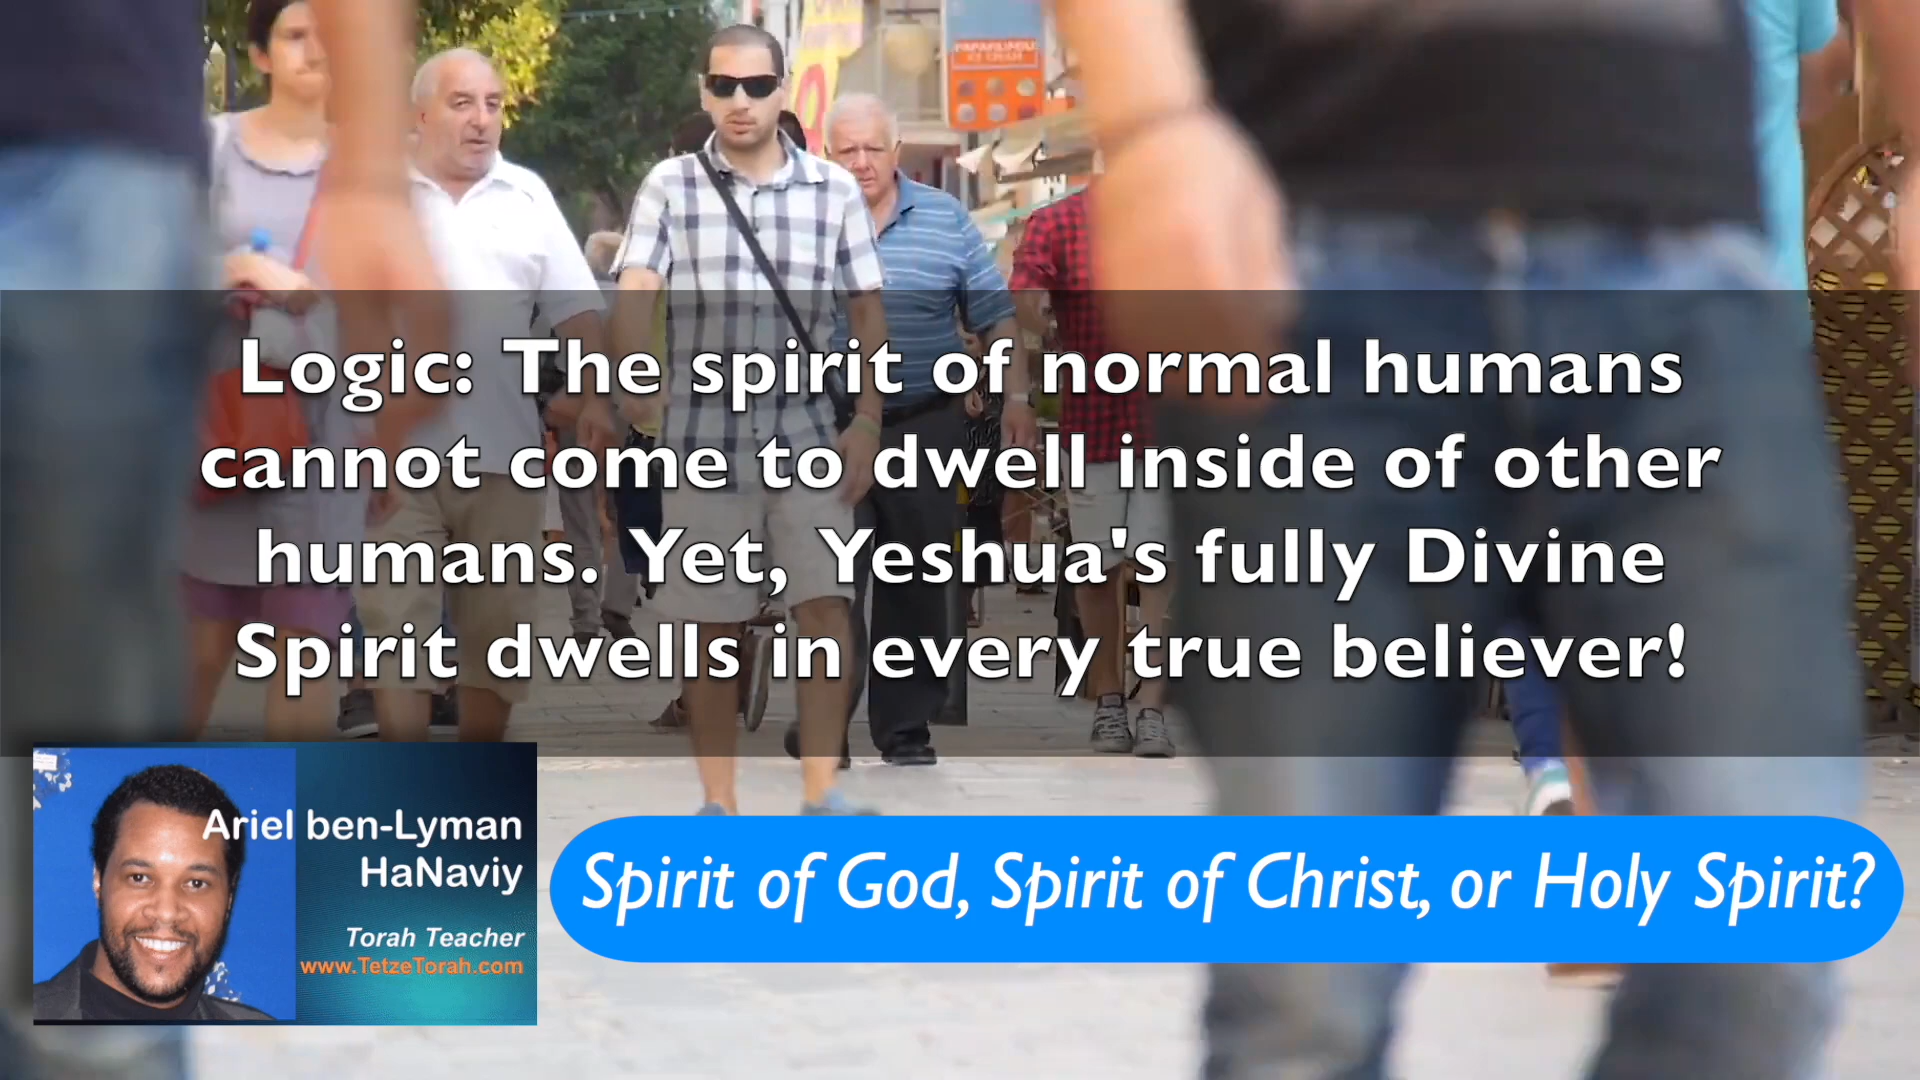 Logic: The spirit of normal humans
cannot come to dwell inside of other
humans. Yet, Yeshua's fully Divine
Spirit dwells in every true believer!
Ariel ben-Lyman
HaNaviy
Torah Teacher
www.TetzeTorah.com
Spirit of God, Spirit of Christ, or Holy Spirit?